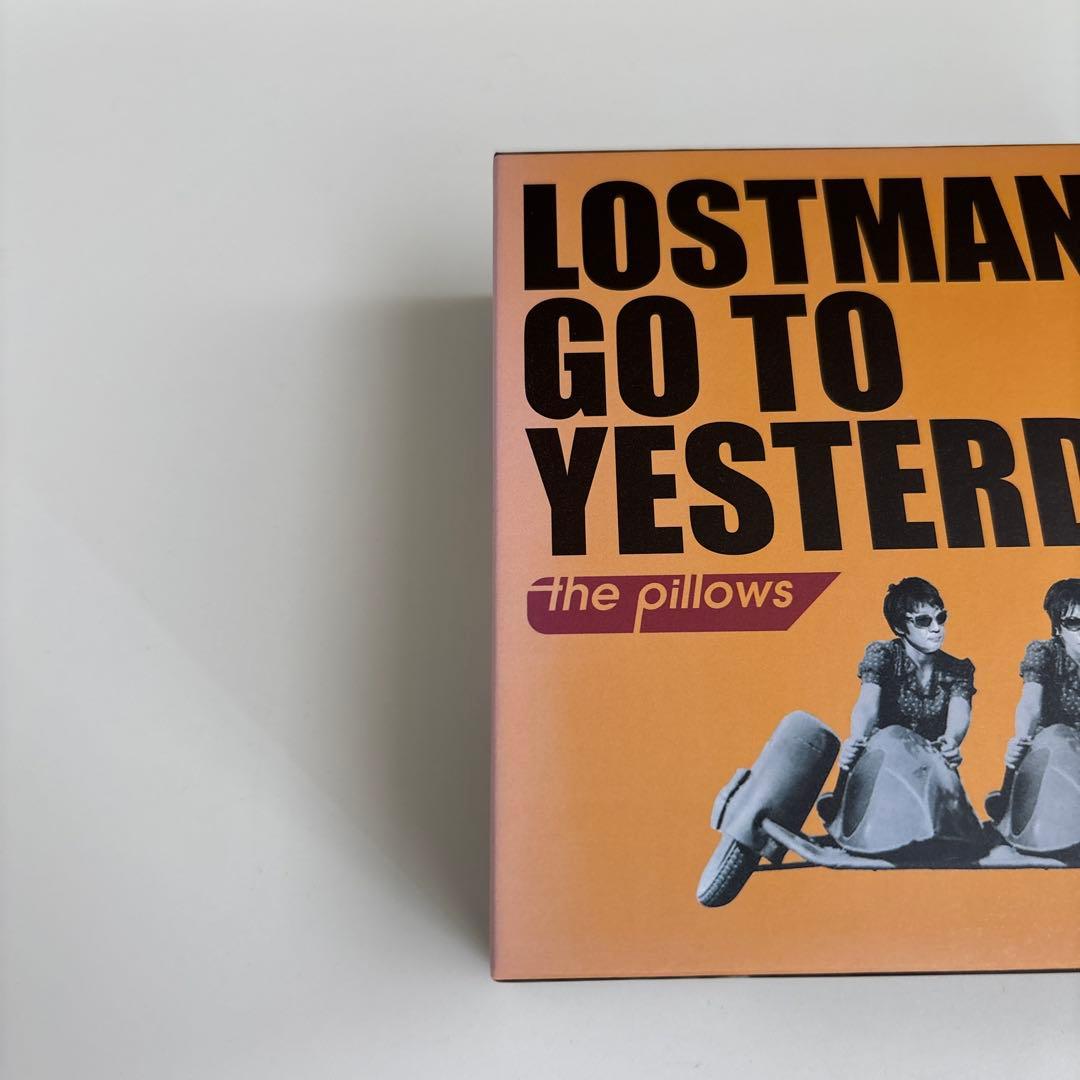 LOSTMAN
GO TO
YESTERD
the pillows